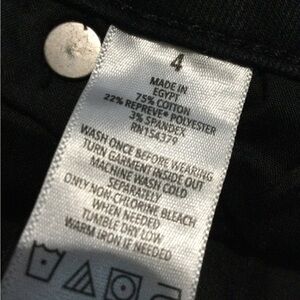 4
MADE IN
EGYPT
75% COTTON
22% REPREVE® POLYESTER
3% SPANDEX
RN154379
WASH ONCE BEFORE WEARING
TURN GARMENT INSIDE OUT
MACHINE WASH COLD
SEPARATELY
ONLY NON-CHLORINE BLEACH
WHEN NEEDED
TUMBLE DRY LOW
WARM IRON IF NEEDED